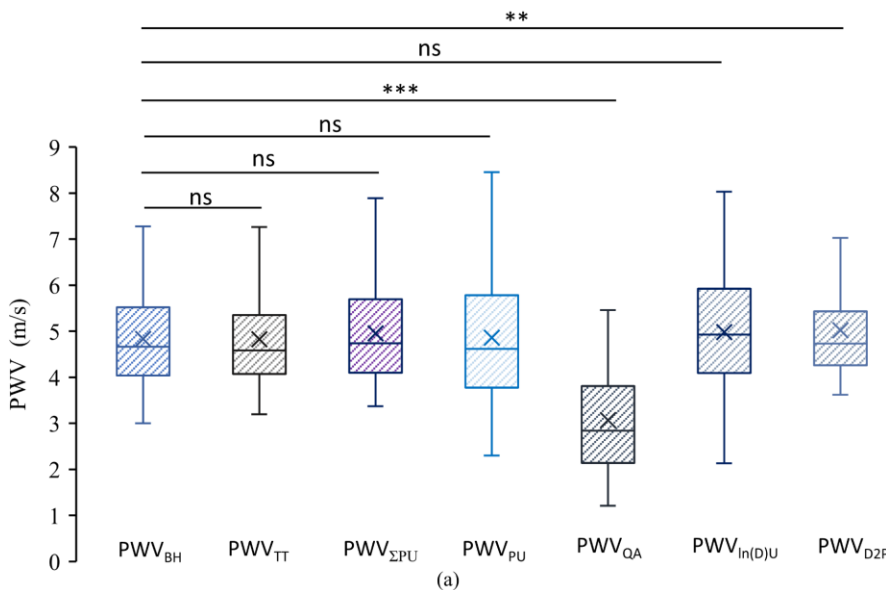 **
ns
***
ns
ns
ns
9
8
7
6
5
4
3
2
1
0
PWV (m/s)
PWV_BH PWV_TT PWV_ΣPU PWV_PU PWV_QA PWV_ln(D)U PWV_D2P
(a)